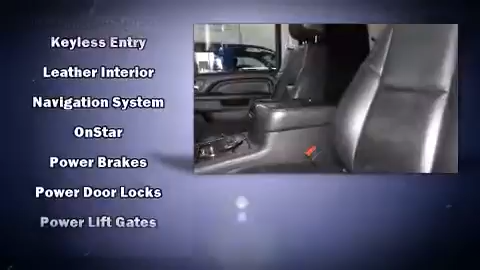 Keyless Entry
Leather Interior
Navigation System
OnStar
Power Brakes
Power Door Locks
Power Lift Gates